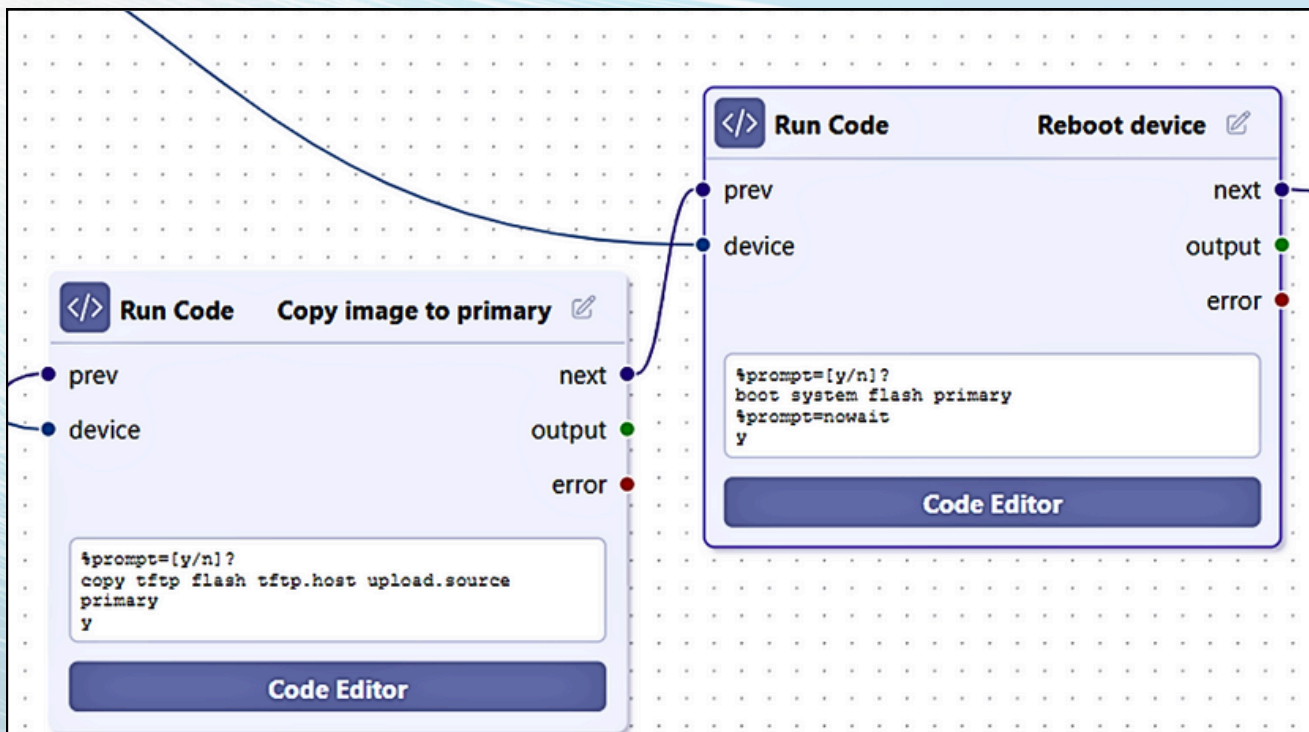 </> Run Code Copy image to primary
prev next
device output
error
%prompt=[y/n]?
copy tftp flash tftp.host upload.source
primary
y
Code Editor
</> Run Code Reboot device
prev next
device output
error
%prompt=[y/n]?
boot system flash primary
%prompt=nowait
y
Code Editor